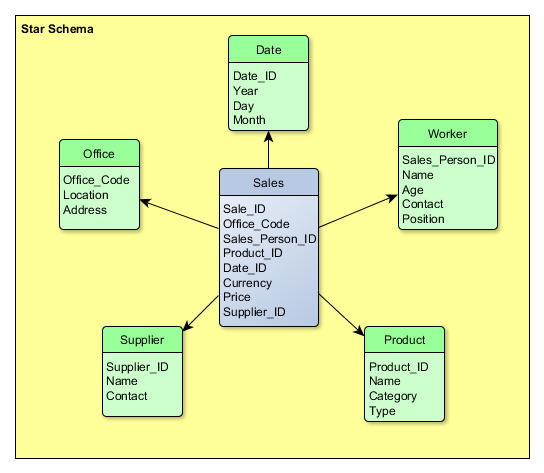 Star Schema
Date
Date_ID
Year
Day
Month
Office
Office_Code
Location
Address
Worker
Sales_Person_ID
Name
Age
Contact
Position
Sales
Sale_ID
Office_Code
Sales_Person_ID
Product_ID
Date_ID
Currency
Price
Supplier_ID
Supplier
Supplier_ID
Name
Contact
Product
Product_ID
Name
Category
Type